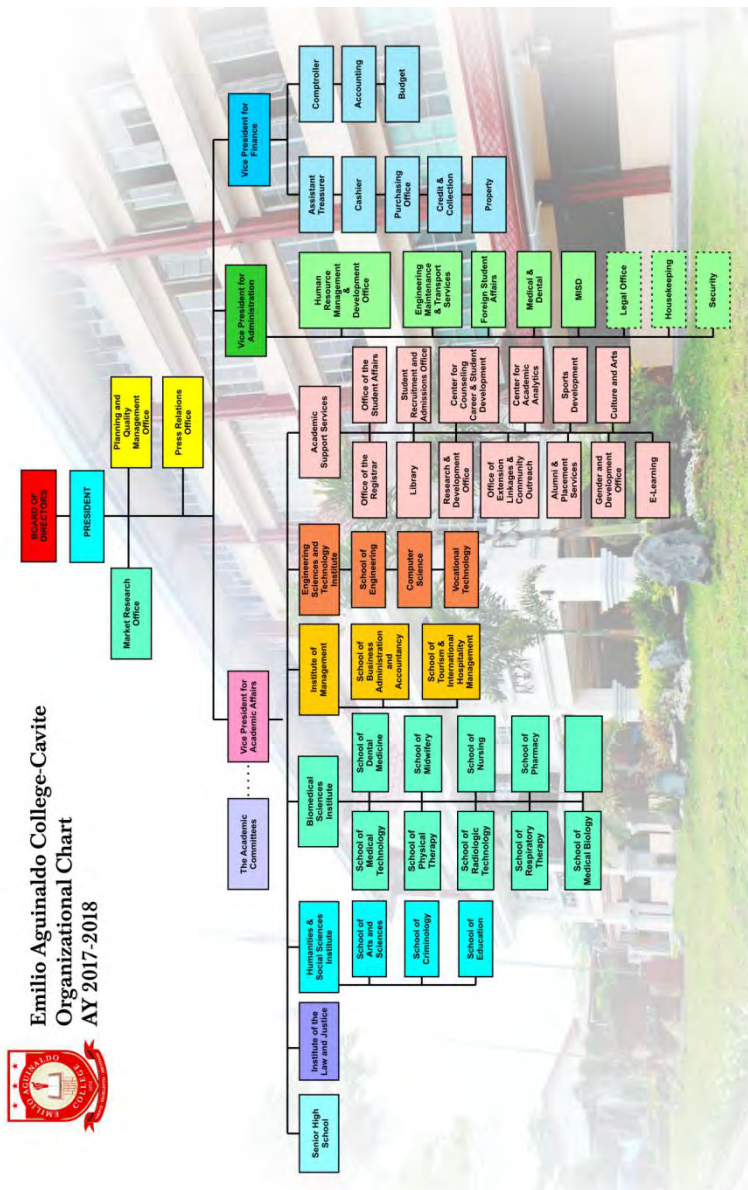 EMILIO AGUINALDO
COLLEGE
Emilio Aguinaldo College-Cavite
Organizational Chart
AY 2017-2018
BOARD OF
DIRECTORS
PRESIDENT
Market Research
Office
Planning and
Quality
Management
Office
Press Relations
Office
The Academic
Committees
Vice President for
Academic Affairs
Vice President for
Administration
Vice President for
Finance
Senior High
School
Institute of the
Law and Justice
Humanities &
Social Sciences
Institute
School of
Arts and
Sciences
School of
Criminology
School of
Education
Biomedical
Sciences
Institute
School of
Medical
Technology
School of
Dental
Medicine
School of
Physical
Therapy
School of
Midwifery
School of
Radiologic
Technology
School of
Nursing
School of
Respiratory
Therapy
School of
Pharmacy
School of
Medical Biology
Institute of
Management
School of
Business
Administration
and
Accountancy
School of
Tourism &
International
Hospitality
Management
Engineering
Sciences and
Technology
Institute
School of
Engineering
Computer
Science
Vocational
Technology
Academic
Support Services
Office of the
Registrar
Office of the
Student Affairs
Library
Student
Recruitment and
Admissions Office
Research &
Development
Office
Center for
Counseling
Career & Student
Development
Office of
Extension
Linkages &
Community
Outreach
Center for
Academic
Analytics
Alumni &
Placement
Services
Sports
Development
Gender and
Development
Office
Culture and Arts
E-Learning
Human
Resource
Management
&
Development
Office
Engineering
Maintenance
& Transport
Services
Foreign Student
Affairs
Medical &
Dental
MISD
Legal Office
Housekeeping
Security
Assistant
Treasurer
Cashier
Purchasing
Office
Credit &
Collection
Property
Comptroller
Accounting
Budget